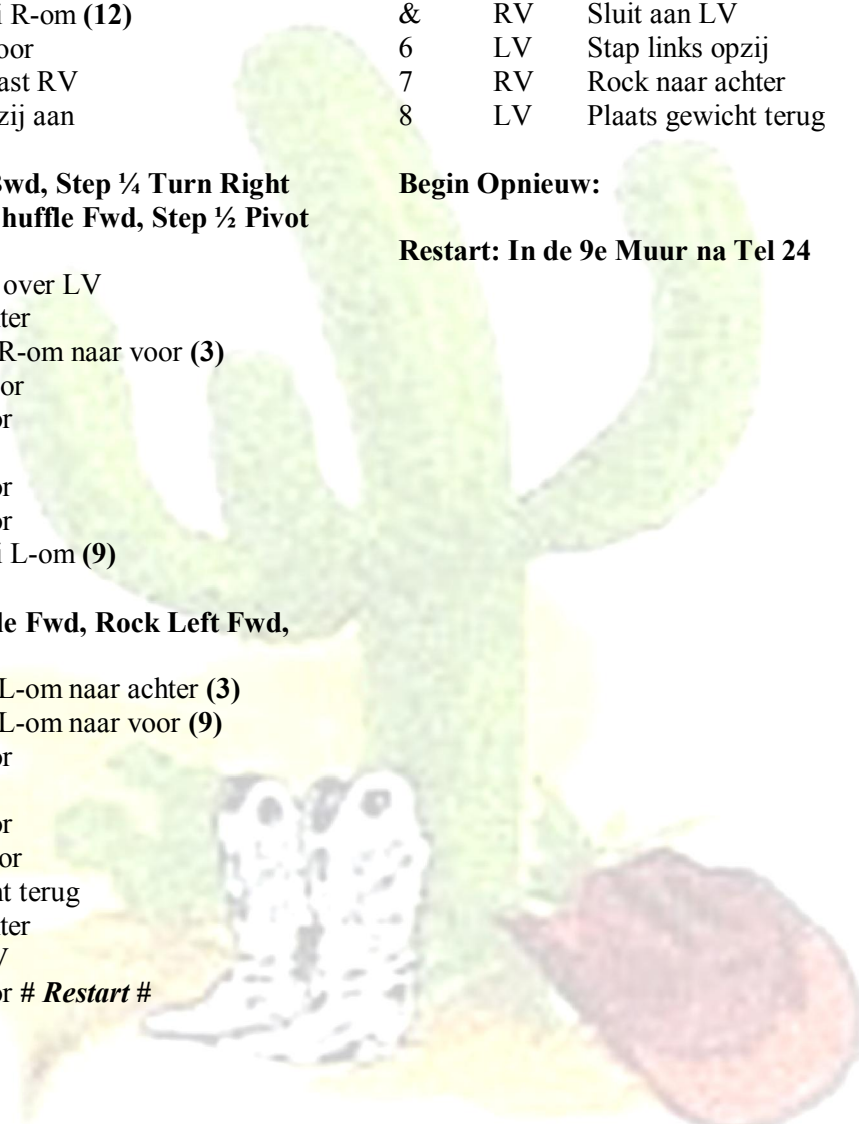 R-om (12)
oor
ast RV
zij aan
Bwd, Step ¼ Turn Right
huffle Fwd, Step ½ Pivot
over LV
ter
R-om naar voor (3)
or
or
or
or
i L-om (9)
le Fwd, Rock Left Fwd,
L-om naar achter (3)
L-om naar voor (9)
or
or
or
nt terug
ter
V
or # Restart #
& RV Sluit aan LV
6 LV Stap links opzij
7 RV Rock naar achter
8 LV Plaats gewicht terug
Begin Opnieuw:
Restart: In de 9e Muur na Tel 24